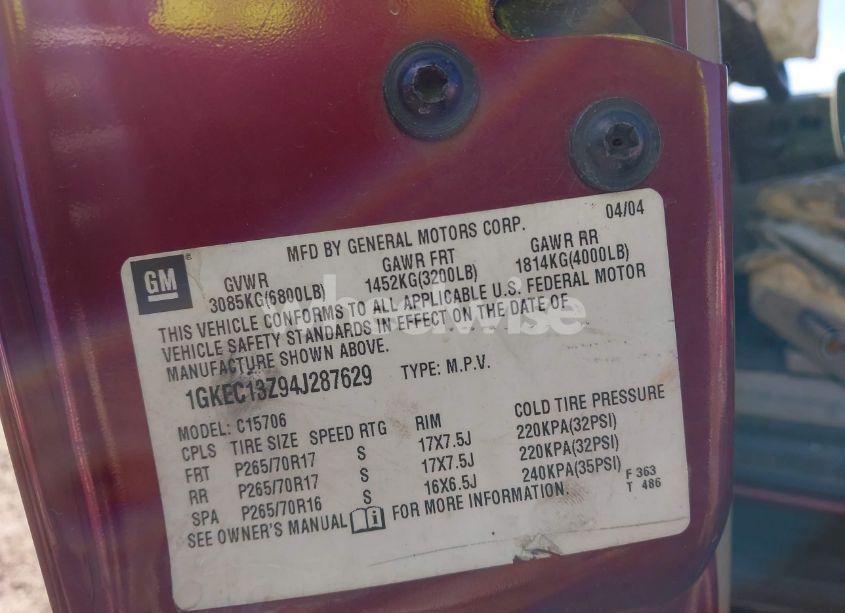 MFD BY GENERAL MOTORS CORP. 04/04
GM
GVWR GAWR FRT GAWR RR
3085KG(6800LB) 1452KG(3200LB) 1814KG(4000LB)
THIS VEHICLE CONFORMS TO ALL APPLICABLE U.S. FEDERAL MOTOR
VEHICLE SAFETY STANDARDS IN EFFECT ON THE DATE OF
MANUFACTURE SHOWN ABOVE.
1GKEC13Z94J287629 TYPE: M.P.V.
MODEL: C15706
CPLS TIRE SIZE SPEED RTG RIM COLD TIRE PRESSURE
FRT P265/70R17 S 17X7.5J 220KPA(32PSI)
RR P265/70R17 S 17X7.5J 220KPA(32PSI)
SPA P265/70R16 S 16X6.5J 240KPA(35PSI)
SEE OWNER'S MANUAL FOR MORE INFORMATION.
F 363
T 486
wheelwise